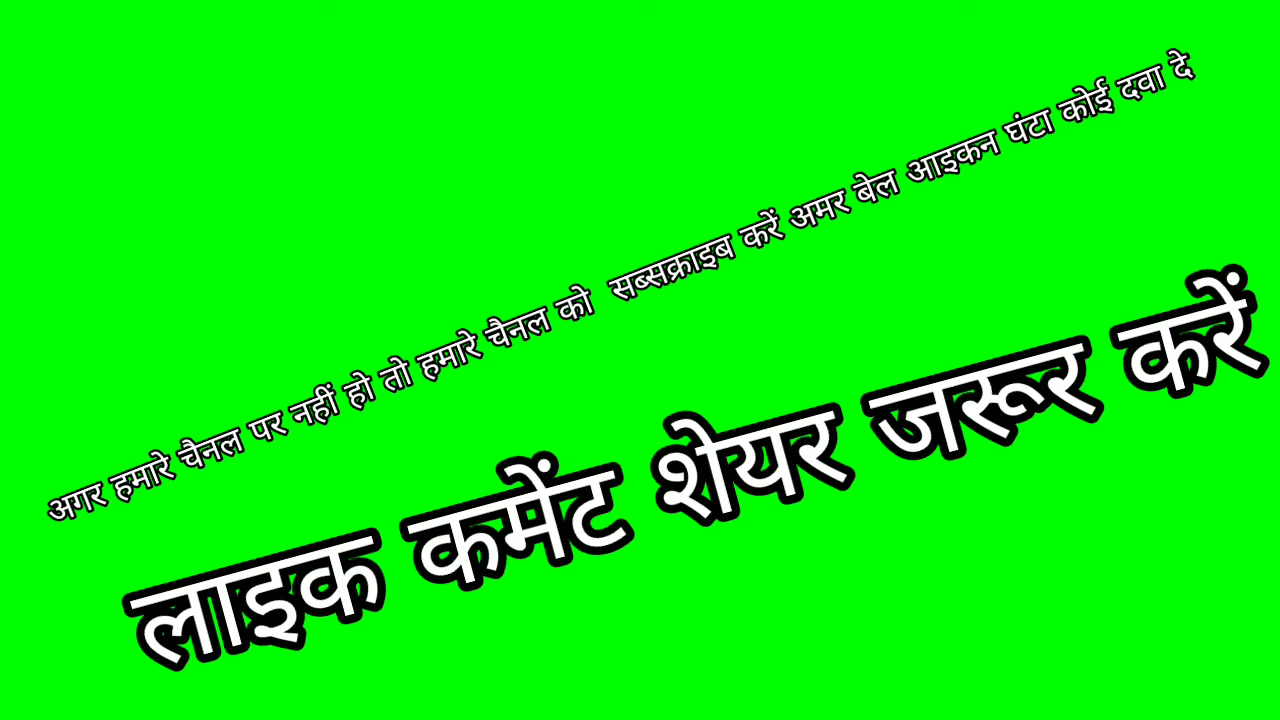 अगर हमारे चैनल पर नहीं हो तो हमारे चैनल को सब्सक्राइब करें अमर बेल आइकन घंटा कोई दवा दे
लाइक कमेंट शेयर जरूर करें